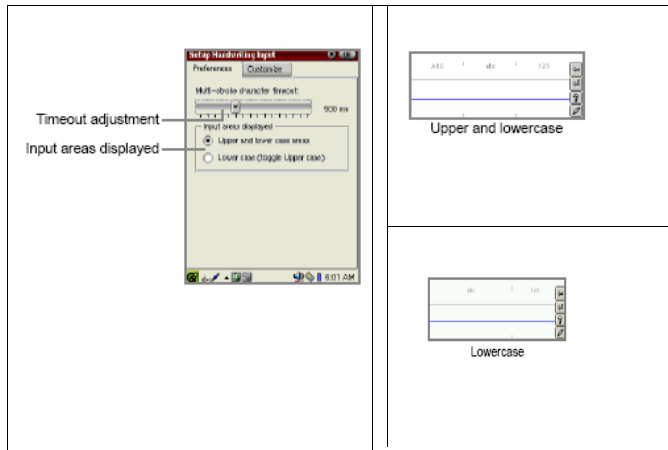 Setup Handwriting Input
Preferences Customize
Multi-stroke character timeout:
500 ms
Timeout adjustment
Input areas displayed
Upper and lower case areas
Input areas displayed
Lower case (toggle Upper case)
6:01 AM
ABC abc 123
Upper and lowercase
abc 123
Lowercase